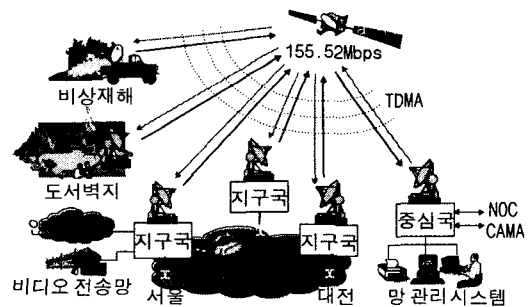 155.52Mbps
TDMA
비상재해
도서벽지
지구국
지구국
지구국
중심국
NOC
CAMA
비디오 전송망
서울
대전
망 관리 시스템